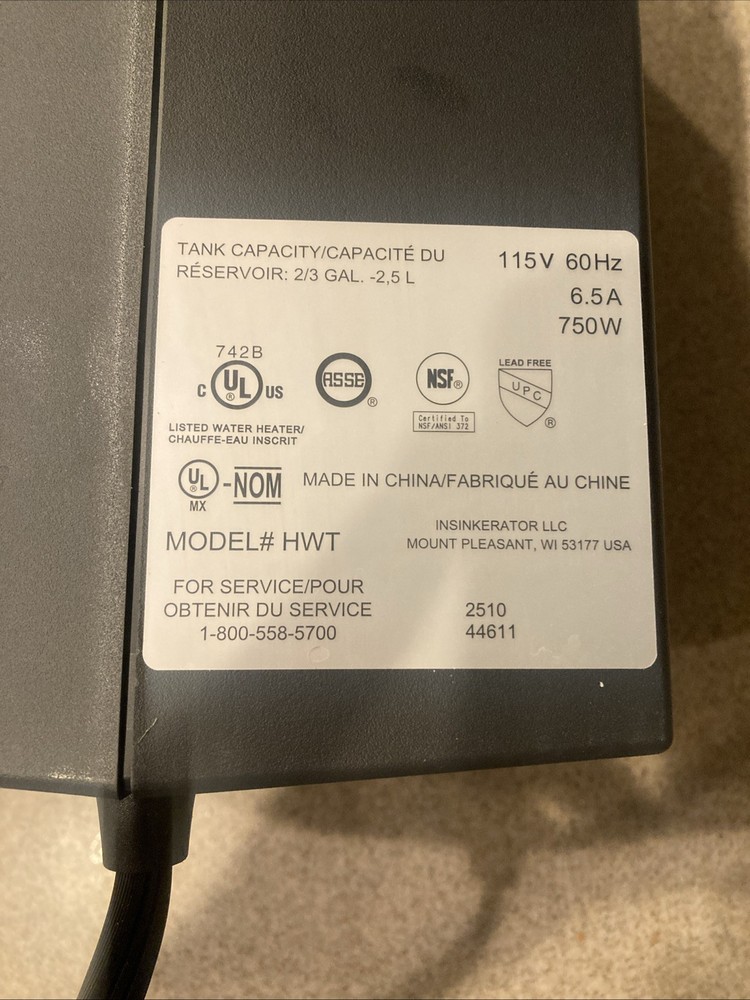 TANK CAPACITY/CAPACITÉ DU
RÉSERVOIR: 2/3 GAL. -2,5 L
115V 60Hz
6.5A
750W
742B
C UL® US
LISTED WATER HEATER/
CHAUFFE-EAU INSCRIT
ASSE®
NSF®
Certified To
NSF/ANSI 372
LEAD FREE
UPC®
UL® MX -NOM
MADE IN CHINA/FABRIQUÉ AU CHINE
MODEL# HWT
INSINKERATOR LLC
MOUNT PLEASANT, WI 53177 USA
FOR SERVICE/POUR
OBTENIR DU SERVICE
1-800-558-5700
2510
44611